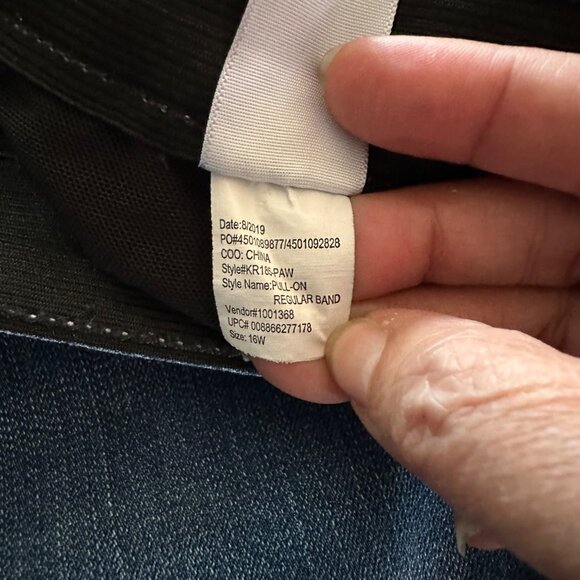 Date:8/2019
PO#4501089877/4501092828
COO: CHINA
Style#KR185-PAW
Style Name:PULL-ON
REGULAR BAND
Vendor#1001368
UPC# 008866277178
Size: 16W